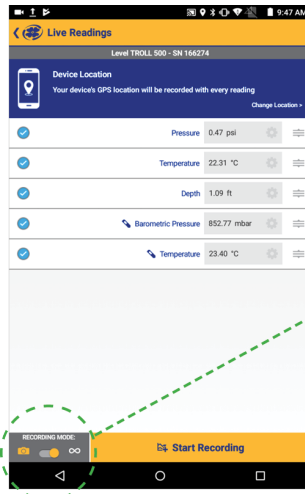 9:47 AM
Live Readings
Level TROLL 500 - SN 166274
Device Location
Your device's GPS location will be recorded with every reading
Change Location »
Pressure 0.47 psi
Temperature 22.31 °C
Depth 1.09 ft
Barometric Pressure 852.77 mbar
Temperature 23.40 °C
RECORDING MODE:
Start Recording